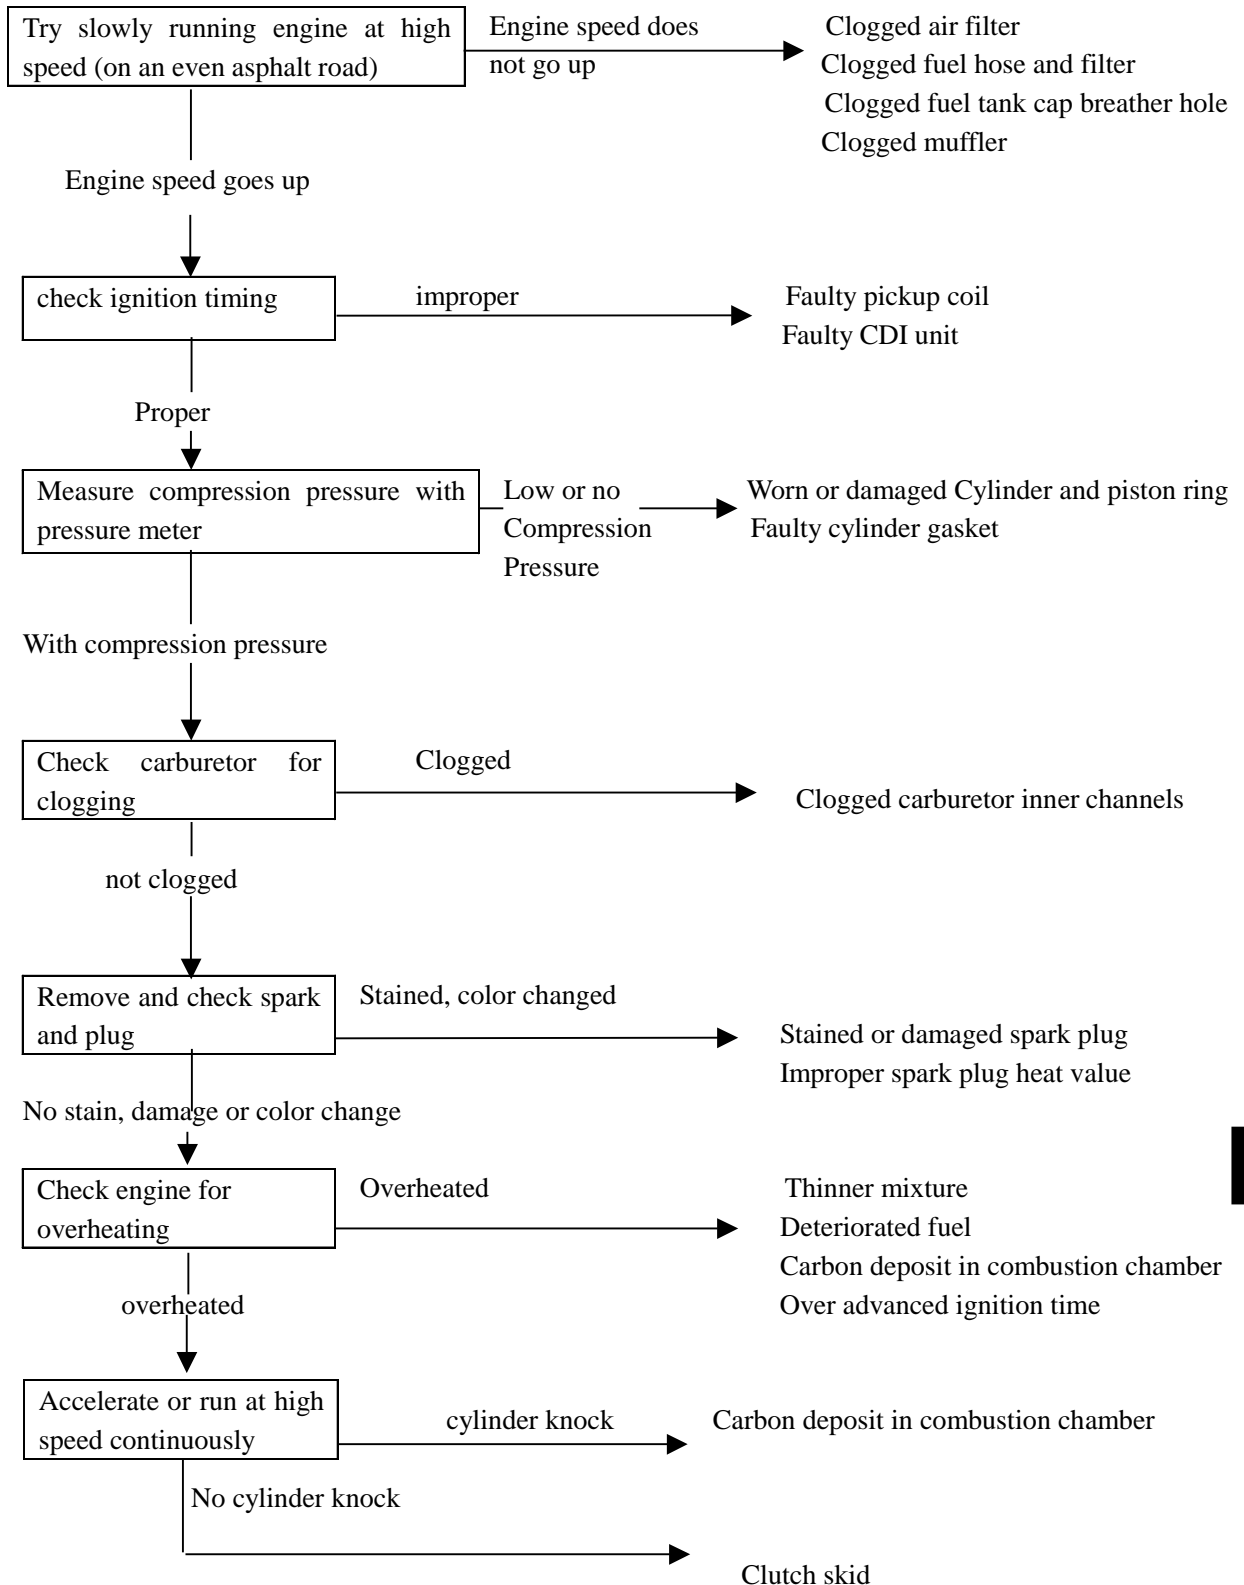 Try slowly running engine at high
speed (on an even asphalt road)
Engine speed does
not go up
Clogged air filter
Clogged fuel hose and filter
Clogged fuel tank cap breather hole
Clogged muffler
Engine speed goes up
check ignition timing
improper
Faulty pickup coil
Faulty CDI unit
Proper
Measure compression pressure with
pressure meter
Low or no
Compression
Pressure
Worn or damaged Cylinder and piston ring
Faulty cylinder gasket
With compression pressure
Check carburetor for
clogging
Clogged
Clogged carburetor inner channels
not clogged
Remove and check spark
and plug
Stained, color changed
Stained or damaged spark plug
Improper spark plug heat value
No stain, damage or color change
Check engine for
overheating
Overheated
Thinner mixture
Deteriorated fuel
Carbon deposit in combustion chamber
Over advanced ignition time
overheated
Accelerate or run at high
speed continuously
cylinder knock
Carbon deposit in combustion chamber
No cylinder knock
Clutch skid